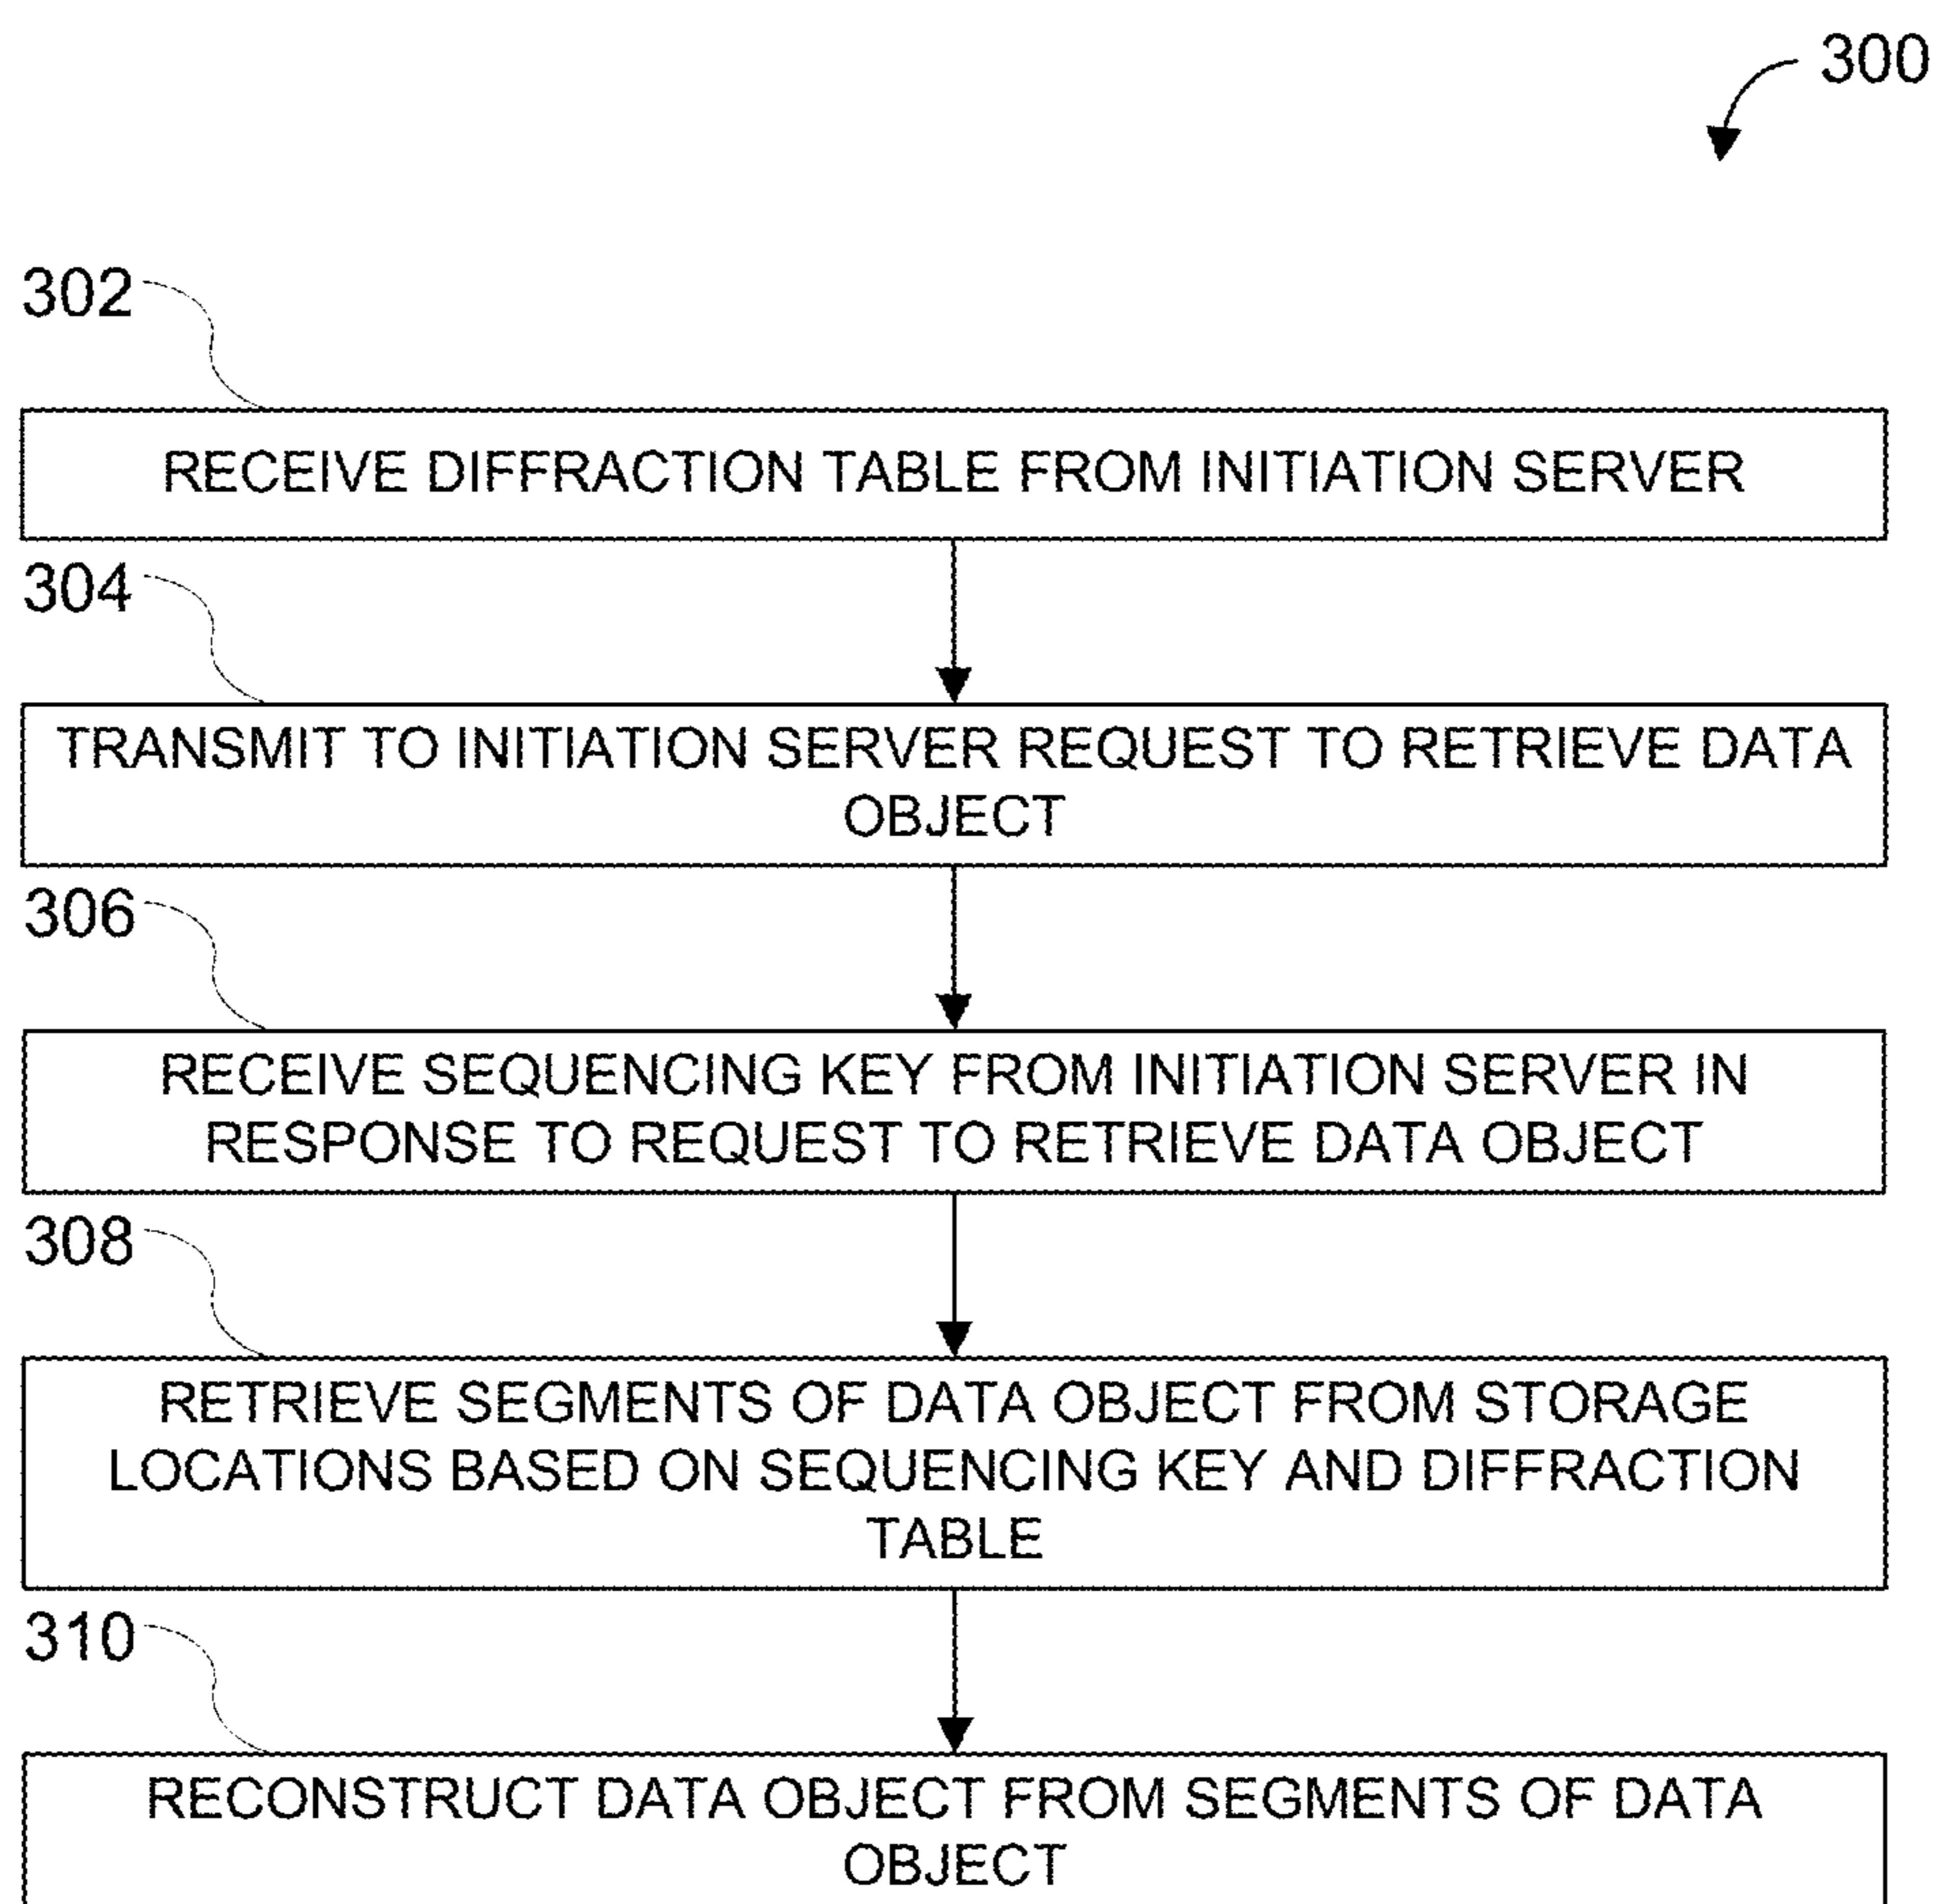 300
302
RECEIVE DIFFRACTION TABLE FROM INITIATION SERVER
304
TRANSMIT TO INITIATION SERVER REQUEST TO RETRIEVE DATA
OBJECT
306
RECEIVE SEQUENCING KEY FROM INITIATION SERVER IN
RESPONSE TO REQUEST TO RETRIEVE DATA OBJECT
308
RETRIEVE SEGMENTS OF DATA OBJECT FROM STORAGE
LOCATIONS BASED ON SEQUENCING KEY AND DIFFRACTION
TABLE
310
RECONSTRUCT DATA OBJECT FROM SEGMENTS OF DATA
OBJECT